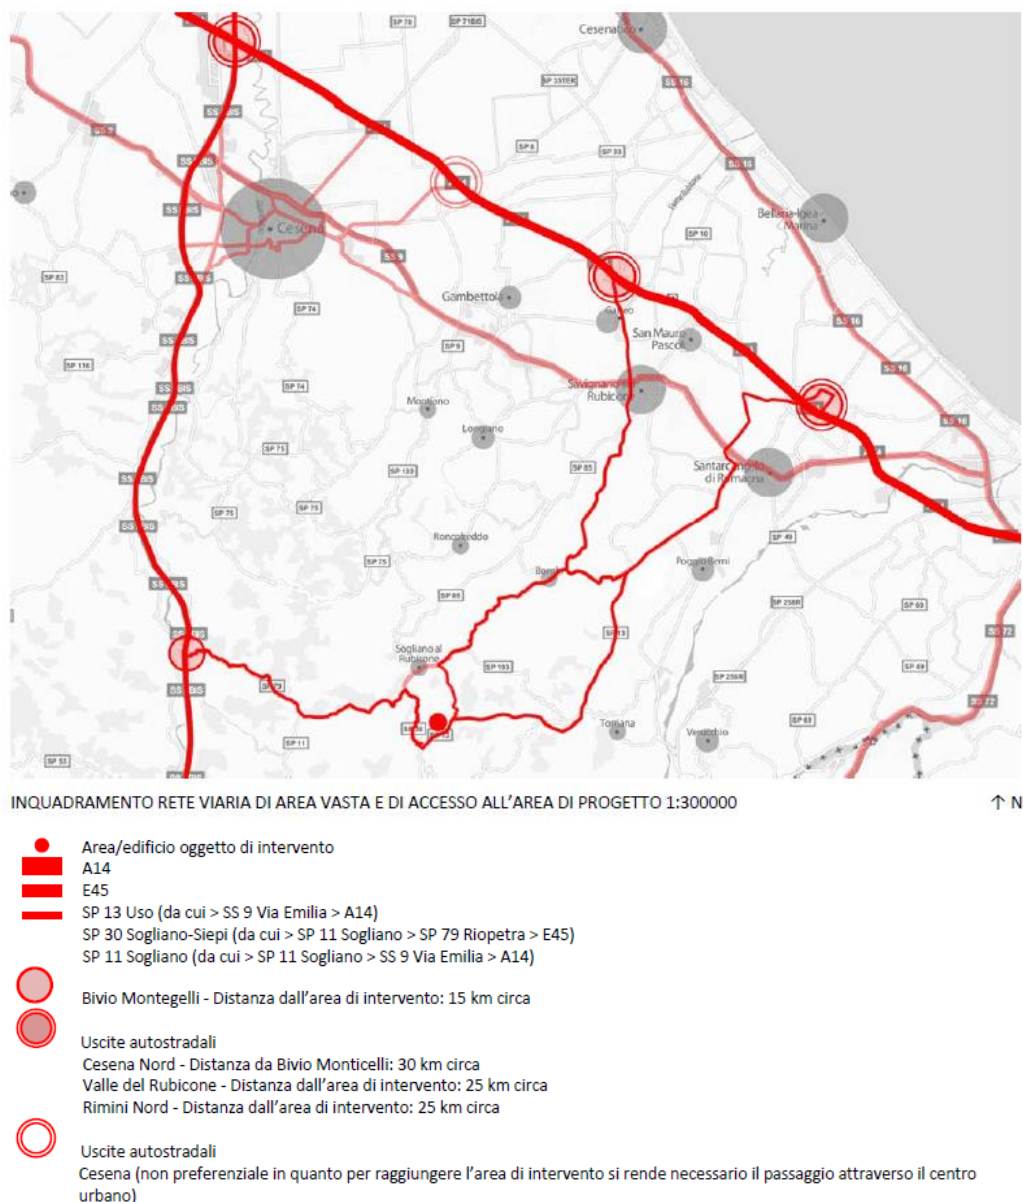 SP 70
SP 71BIS
Cesenatico
SP 33TER
SS 16
SS 9
SP 8
SP 33
SS 16
Bellaria-Igea
Marina
Cesena
SP 10
SS 9
SP 83
Gambettola
SP 74
San Mauro
Pascoli
SS 16
SP 9
SP 116
SS 16
SP 74
Savignano sul
Rubicone
Montiano
Longiano
SS 16
SP 75
SP 85
SP 133
Santarcangelo
di Romagna
SP 75
SP 75
Roncofreddo
SP 49
SP 75
Borghi
Poggio Berni
SP 85
SP 258R
SP 69
SP 13
SS 72
Sogliano al
Rubicone
SP 103
SP 49
SP 258R
SP 79
SS 72
SP 11
Torriana
SP 69
Verucchio
SP 53
INQUADRAMENTO RETE VIARIA DI AREA VASTA E DI ACCESSO ALL'AREA DI PROGETTO 1:300000 ↑ N
Area/edificio oggetto di intervento
A14
E45
SP 13 Uso (da cui > SS 9 Via Emilia > A14)
SP 30 Sogliano-Siepi (da cui > SP 11 Sogliano > SP 79 Riopetra > E45)
SP 11 Sogliano (da cui > SP 11 Sogliano > SS 9 Via Emilia > A14)
Bivio Montegelli - Distanza dall'area di intervento: 15 km circa
Uscite autostradali
Cesena Nord - Distanza da Bivio Monticelli: 30 km circa
Valle del Rubicone - Distanza dall'area di intervento: 25 km circa
Rimini Nord - Distanza dall'area di intervento: 25 km circa
Uscite autostradali
Cesena (non preferenziale in quanto per raggiungere l'area di intervento si rende necessario il passaggio attraverso il centro
urbano)